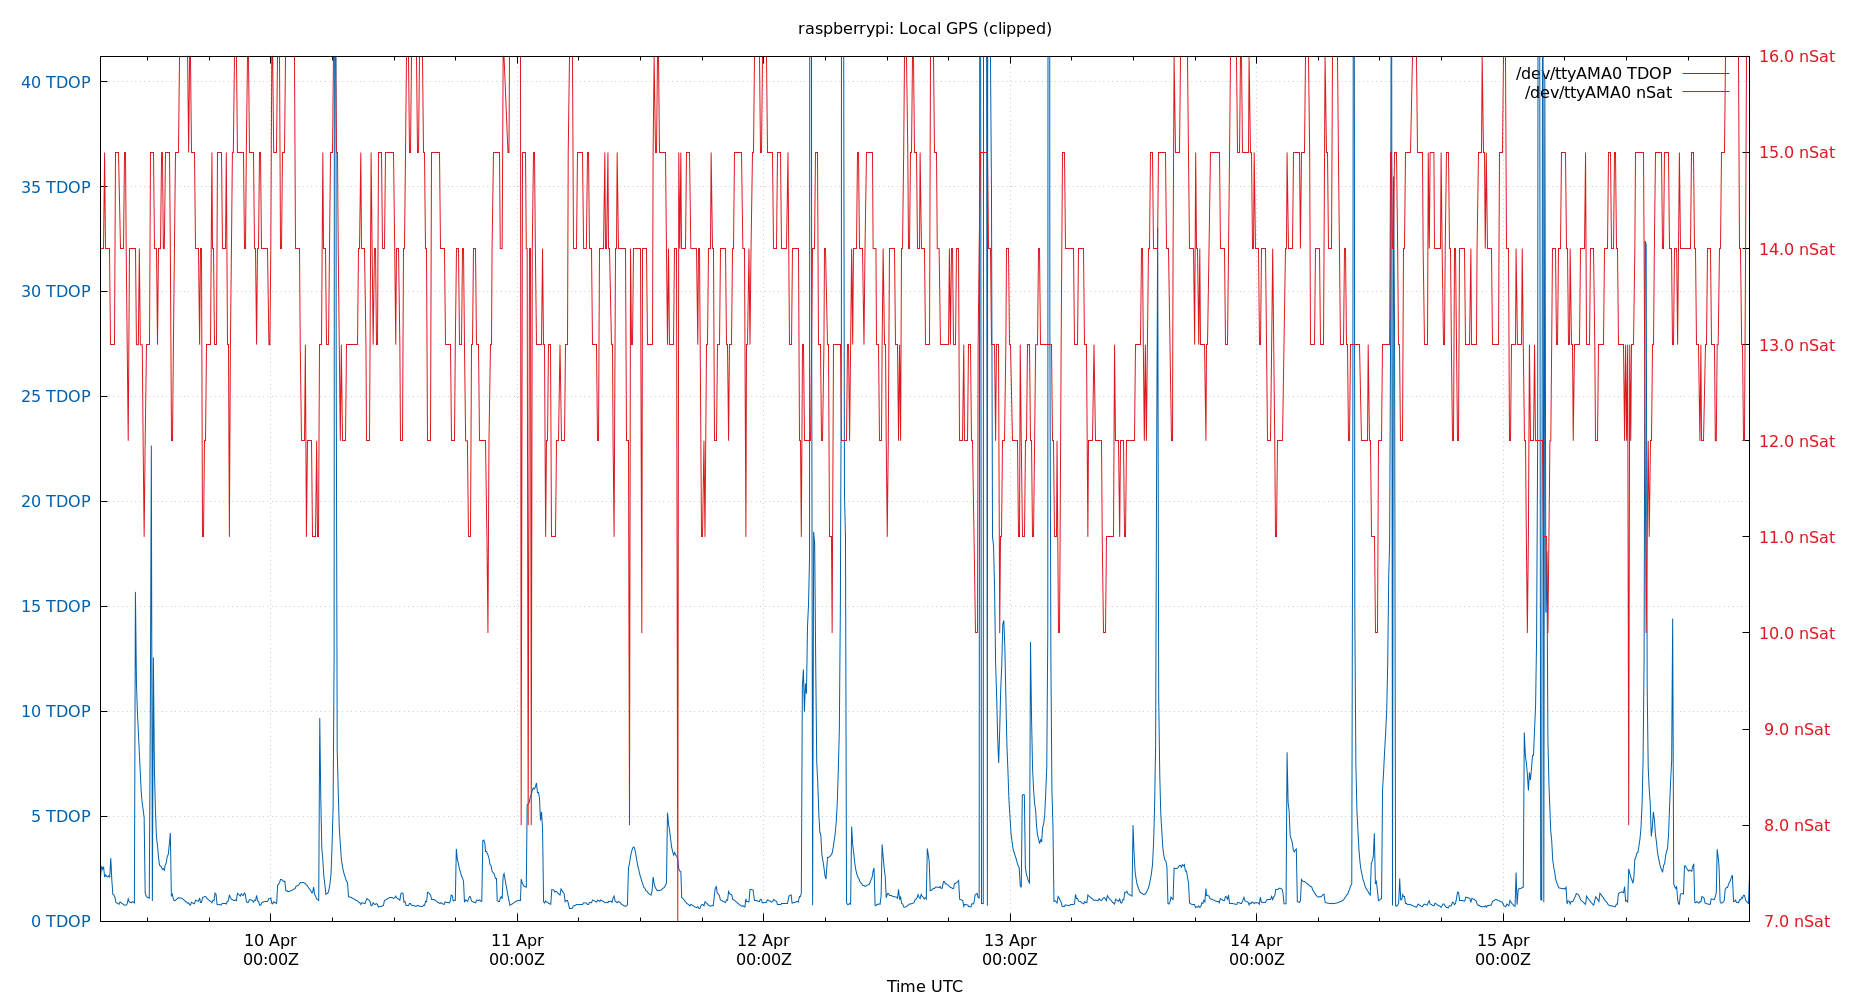 raspberrypi: Local GPS (clipped)
/dev/ttyAMA0 TDOP
/dev/ttyAMA0 nSat
40 TDOP
35 TDOP
30 TDOP
25 TDOP
20 TDOP
15 TDOP
10 TDOP
5 TDOP
0 TDOP
16.0 nSat
15.0 nSat
14.0 nSat
13.0 nSat
12.0 nSat
11.0 nSat
10.0 nSat
9.0 nSat
8.0 nSat
7.0 nSat
10 Apr
00:00Z
11 Apr
00:00Z
12 Apr
00:00Z
13 Apr
00:00Z
14 Apr
00:00Z
15 Apr
00:00Z
Time UTC